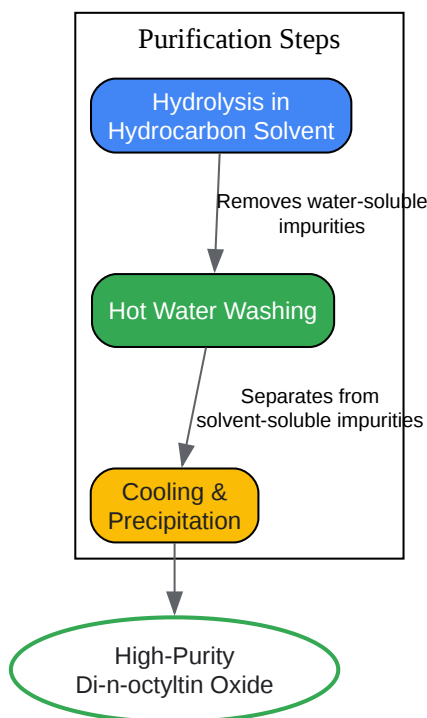 Purification Steps
Hydrolysis in
Hydrocarbon Solvent
Removes water-soluble
impurities
Hot Water Washing
Separates from
solvent-soluble impurities
Cooling &
Precipitation
High-Purity
Di-n-octyltin Oxide